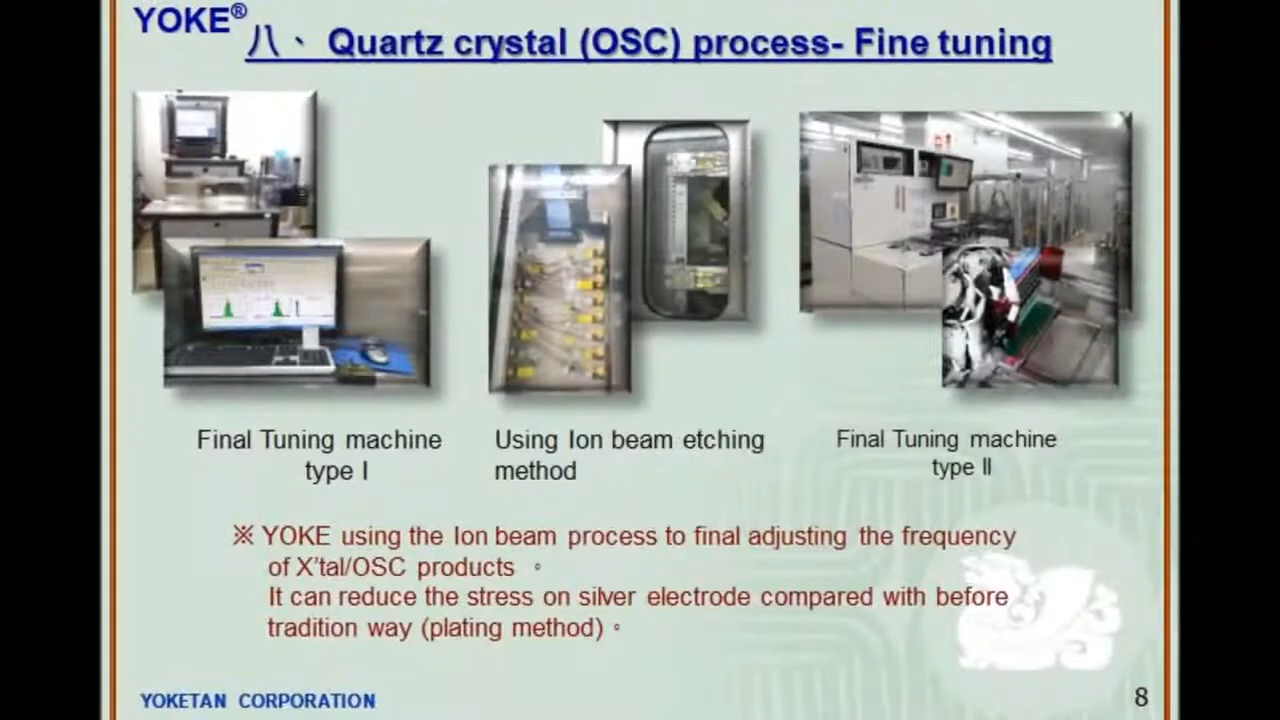 YOKE®
八、 Quartz crystal (OSC) process- Fine tuning
Final Tuning machine
type I
Using Ion beam etching
method
Final Tuning machine
type II
※ YOKE using the Ion beam process to final adjusting the frequency
of X'tal/OSC products 。
It can reduce the stress on silver electrode compared with before
tradition way (plating method)。
YOKETAN CORPORATION
8